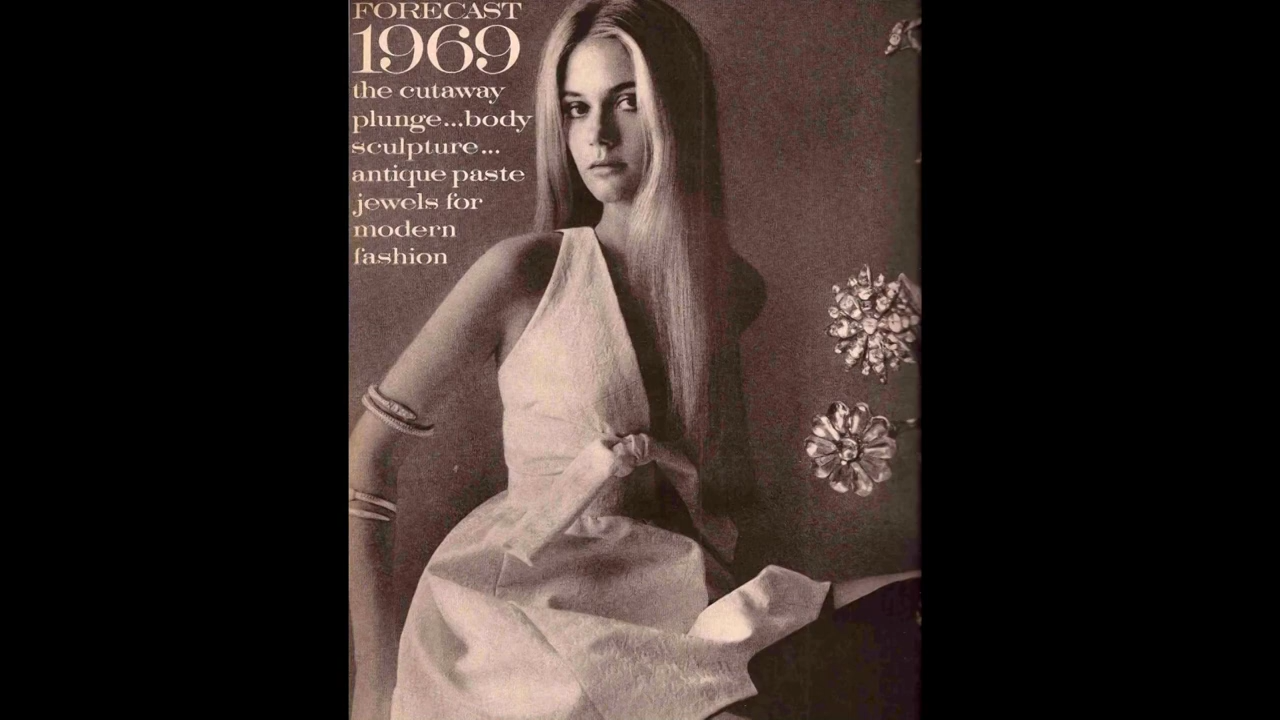 FORECAST
1969
the cutaway
plunge...body
sculpture...
antique paste
jewels for
modern
fashion